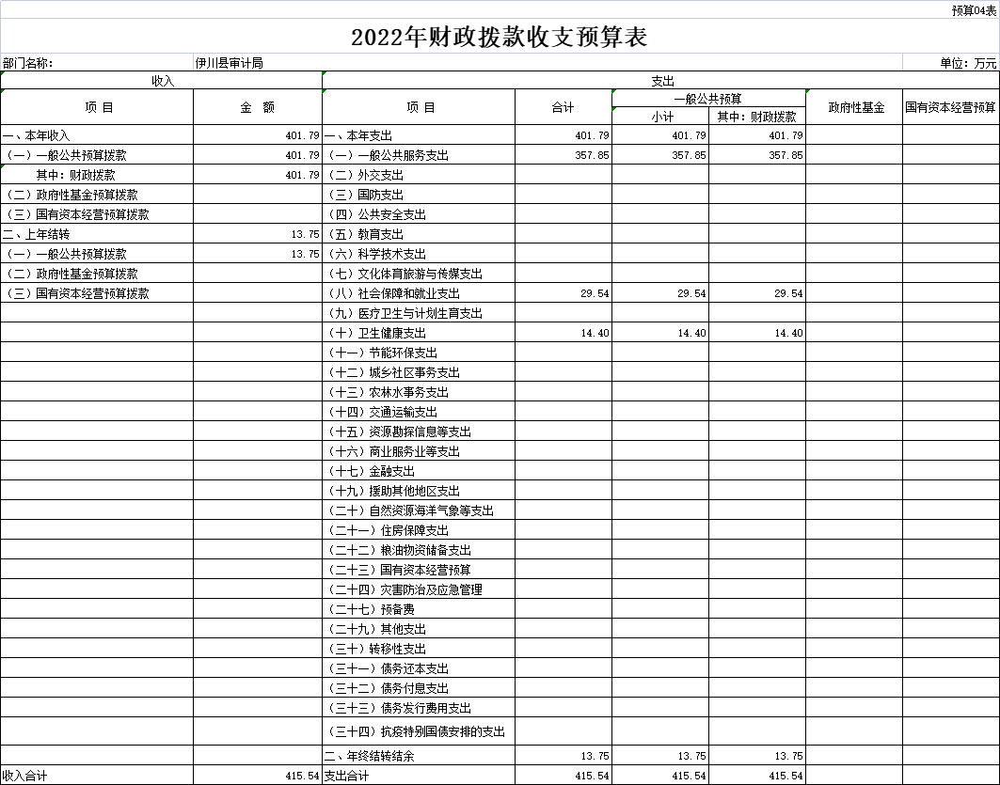 预算04表
2022年财政拨款收支预算表
部门名称： 伊川县审计局 单位：万元
收入 支出
项 目 金 额 项 目 合计 一般公共预算 政府性基金 国有资本经营预算
小计 其中：财政拨款
一、本年收入 401.79 一、本年支出 401.79 401.79 401.79
（一）一般公共预算拨款 401.79 （一）一般公共服务支出 357.85 357.85 357.85
其中：财政拨款 401.79 （二）外交支出
（二）政府性基金预算拨款 （三）国防支出
（三）国有资本经营预算拨款 （四）公共安全支出
二、上年结转 13.75 （五）教育支出
（一）一般公共预算拨款 13.75 （六）科学技术支出
（二）政府性基金预算拨款 （七）文化体育旅游与传媒支出
（三）国有资本经营预算拨款 （八）社会保障和就业支出 29.54 29.54 29.54
（九）医疗卫生与计划生育支出
（十）卫生健康支出 14.40 14.40 14.40
（十一）节能环保支出
（十二）城乡社区事务支出
（十三）农林水事务支出
（十四）交通运输支出
（十五）资源勘探信息等支出
（十六）商业服务业等支出
（十七）金融支出
（十九）援助其他地区支出
（二十）自然资源海洋气象等支出
（二十一）住房保障支出
（二十二）粮油物资储备支出
（二十三）国有资本经营预算
（二十四）灾害防治及应急管理
（二十七）预备费
（二十九）其他支出
（三十）转移性支出
（三十一）债务还本支出
（三十二）债务付息支出
（三十三）债务发行费用支出
（三十四）抗疫特别国债安排的支出
二、年终结转结余 13.75 13.75 13.75
收入合计 415.54 支出合计 415.54 415.54 415.54